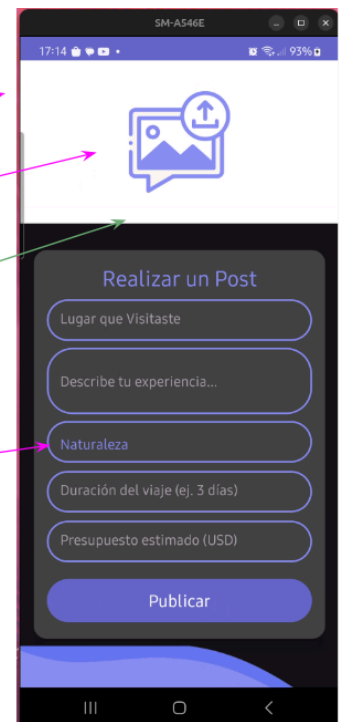 SM-A546E
17:14 93%
Realizar un Post
Lugar que Visitaste
Describe tu experiencia...
Naturaleza
Duración del viaje (ej. 3 días)
Presupuesto estimado (USD)
Publicar